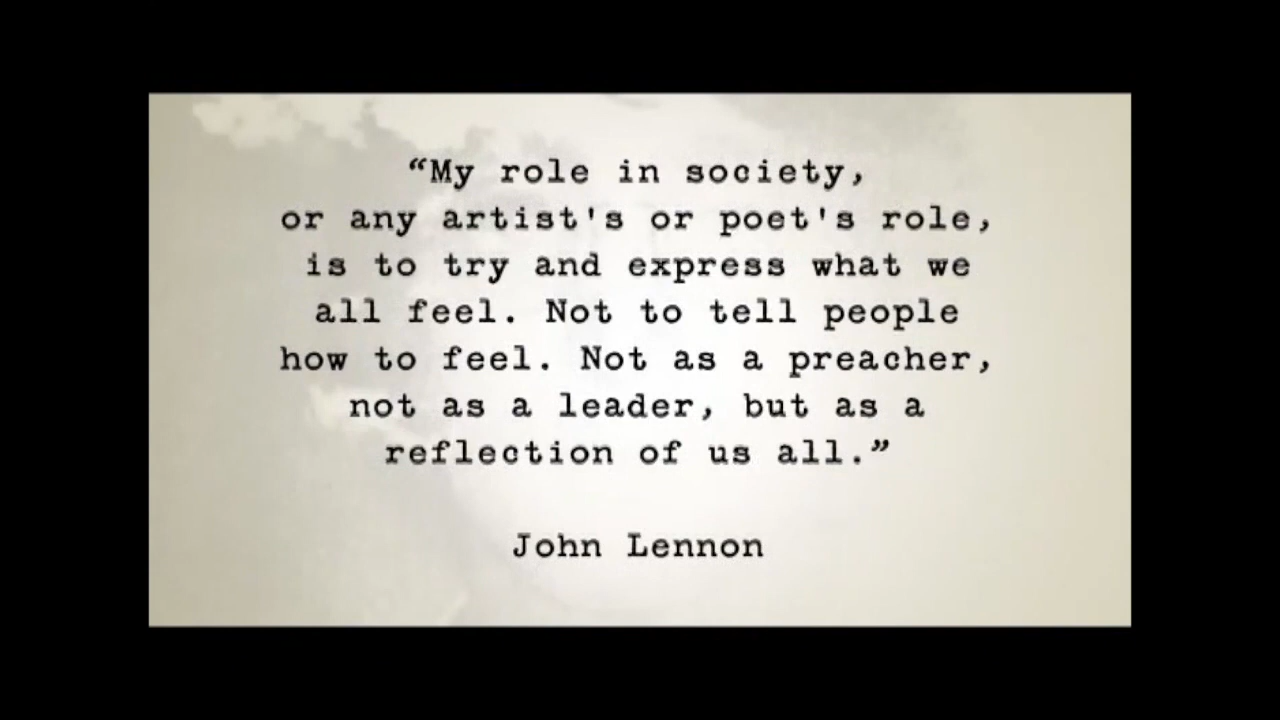 “My role in society,
or any artist's or poet's role,
is to try and express what we
all feel. Not to tell people
how to feel. Not as a preacher,
not as a leader, but as a
reflection of us all.”
John Lennon